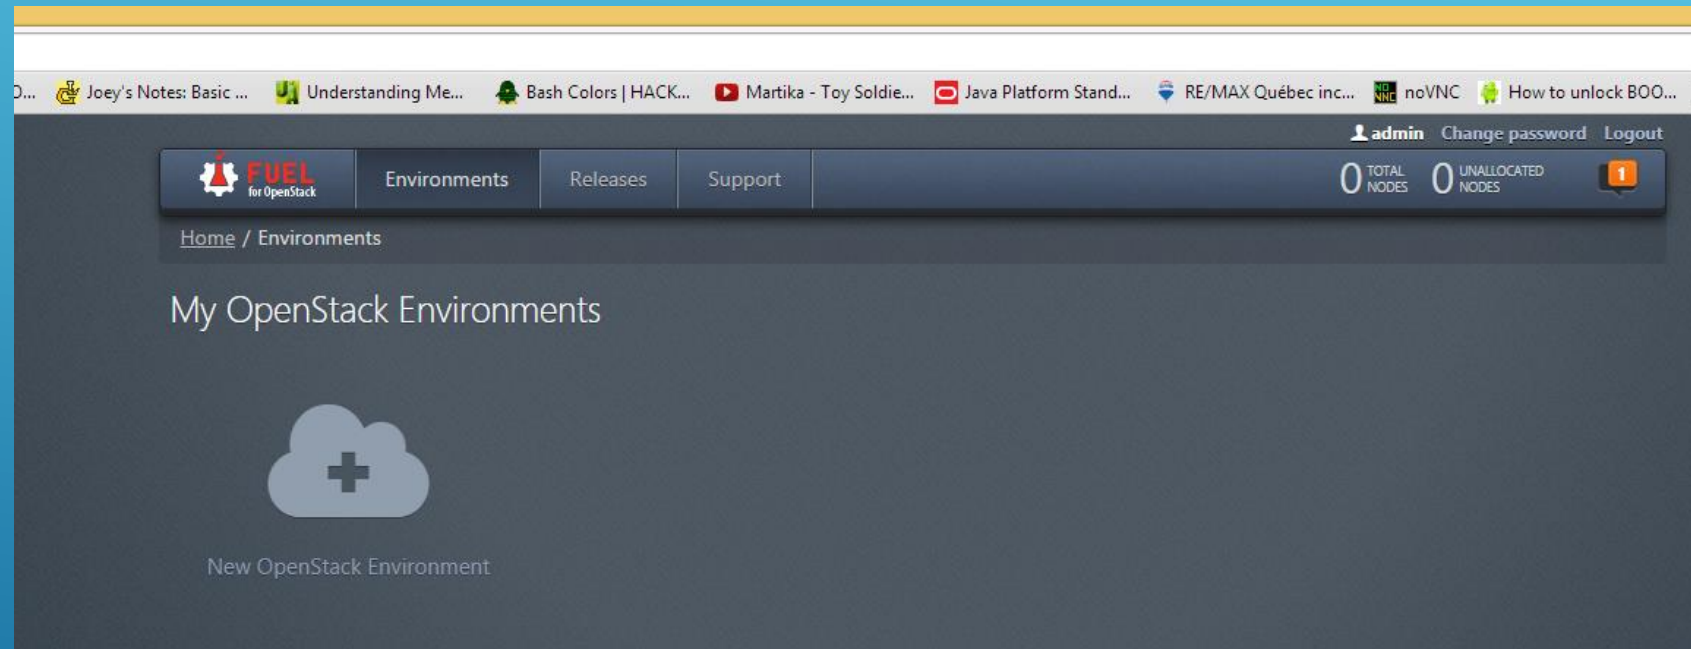 O... Joey's Notes: Basic ... Understanding Me... Bash Colors | HACK... Martika - Toy Soldie... Java Platform Stand... RE/MAX Québec inc... noVNC How to unlock BOO...
admin Change password Logout
FUEL for OpenStack Environments Releases Support 0 TOTAL NODES 0 UNALLOCATED NODES 1
Home / Environments
My OpenStack Environments
New OpenStack Environment